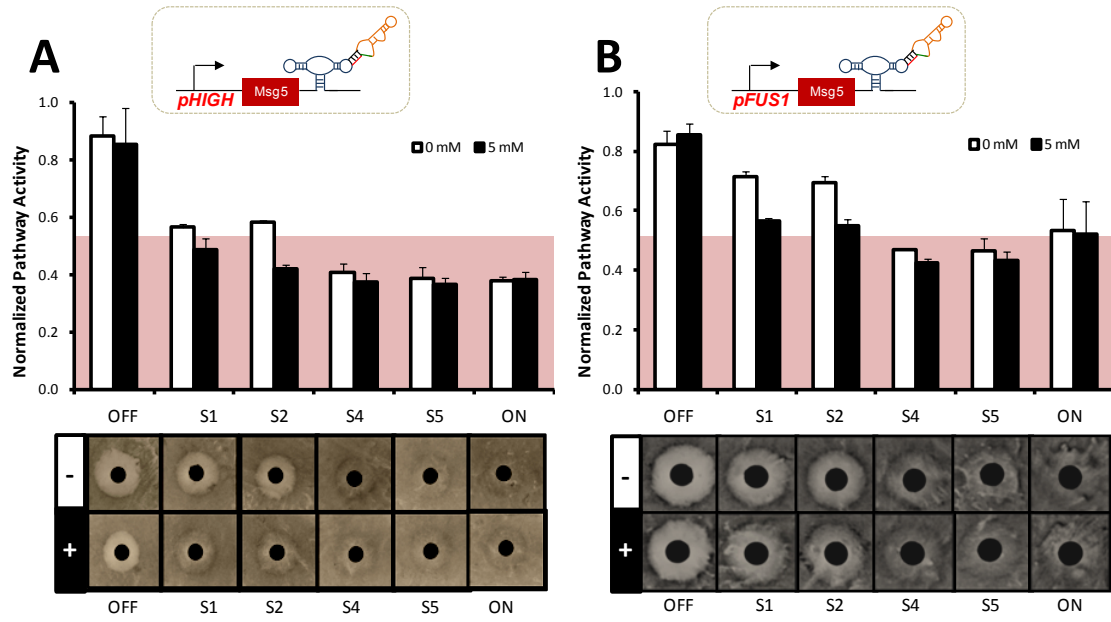 A
pHIGH
Msg5
Normalized Pathway Activity
1.0
0.8
0.6
0.4
0.2
0.0
0 mM
5 mM
OFF S1 S2 S4 S5 ON
-
+
OFF S1 S2 S4 S5 ON
B
pFUS1
Msg5
Normalized Pathway Activity
1.0
0.8
0.6
0.4
0.2
0.0
0 mM
5 mM
OFF S1 S2 S4 S5 ON
-
+
OFF S1 S2 S4 S5 ON